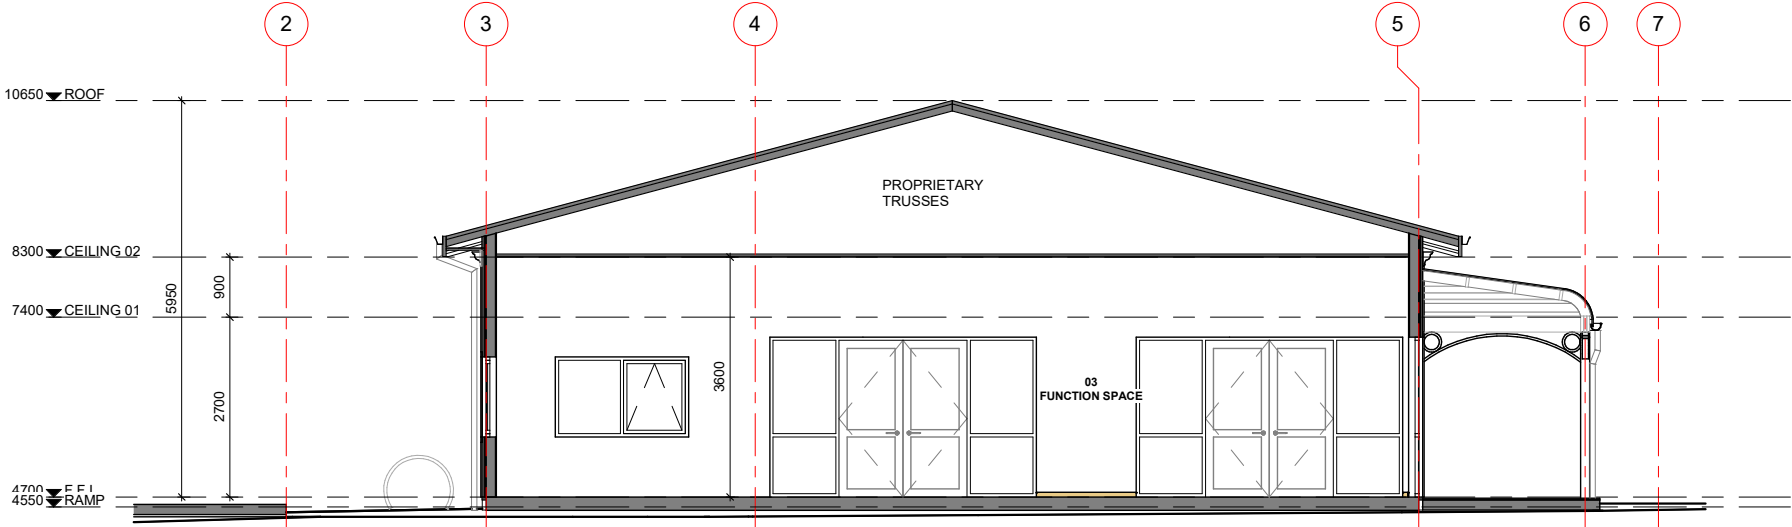 2 3 4 5 6 7
10650 ROOF
PROPRIETARY
TRUSSES
8300 CEILING 02
900
5950
7400 CEILING 01
3600
2700
03
FUNCTION SPACE
4700 F.F.L
4550 RAMP